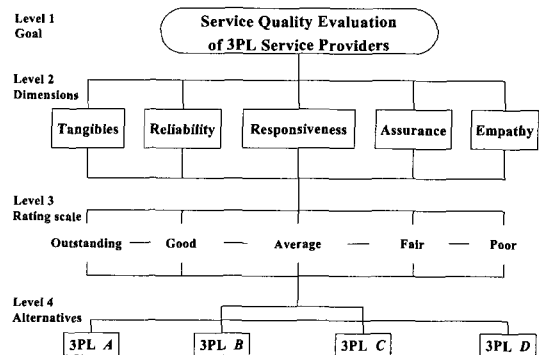 Level 1
Goal
Service Quality Evaluation
of 3PL Service Providers
Level 2
Dimensions
Tangibles Reliability Responsiveness Assurance Empathy
Level 3
Rating scale
Outstanding — Good — Average — Fair — Poor
Level 4
Alternatives
3PL A 3PL B 3PL C 3PL D